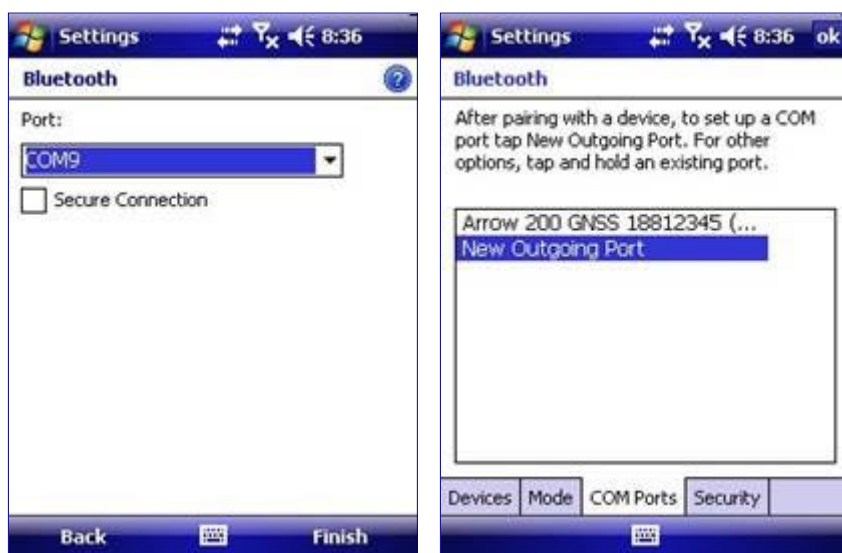 Settings 8:36
Bluetooth
Port:
COM9
Secure Connection
Back Finish
Settings 8:36 ok
Bluetooth
After pairing with a device, to set up a COM
port tap New Outgoing Port. For other
options, tap and hold an existing port.
Arrow 200 GNSS 18812345 (...
New Outgoing Port
Devices Mode COM Ports Security